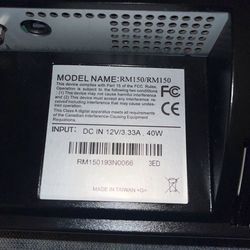 MODEL NAME:RM150/RM150
This device complies with Part 15 of the FCC Rules.
Operation is subject to the following two conditions:
(1) This device may not cause harmful
interference, and (2) this device
must accept any interference
received, including interference that
may cause undesired operation.
This Class A digital apparatus meets all requirements
of the Canadian Interference-Causing Equipment
Regulations.
FC CE
INPUT: DC IN 12V/3.33A , 40W
RM150193N0066 3ED
MADE IN TAIWAN <G>